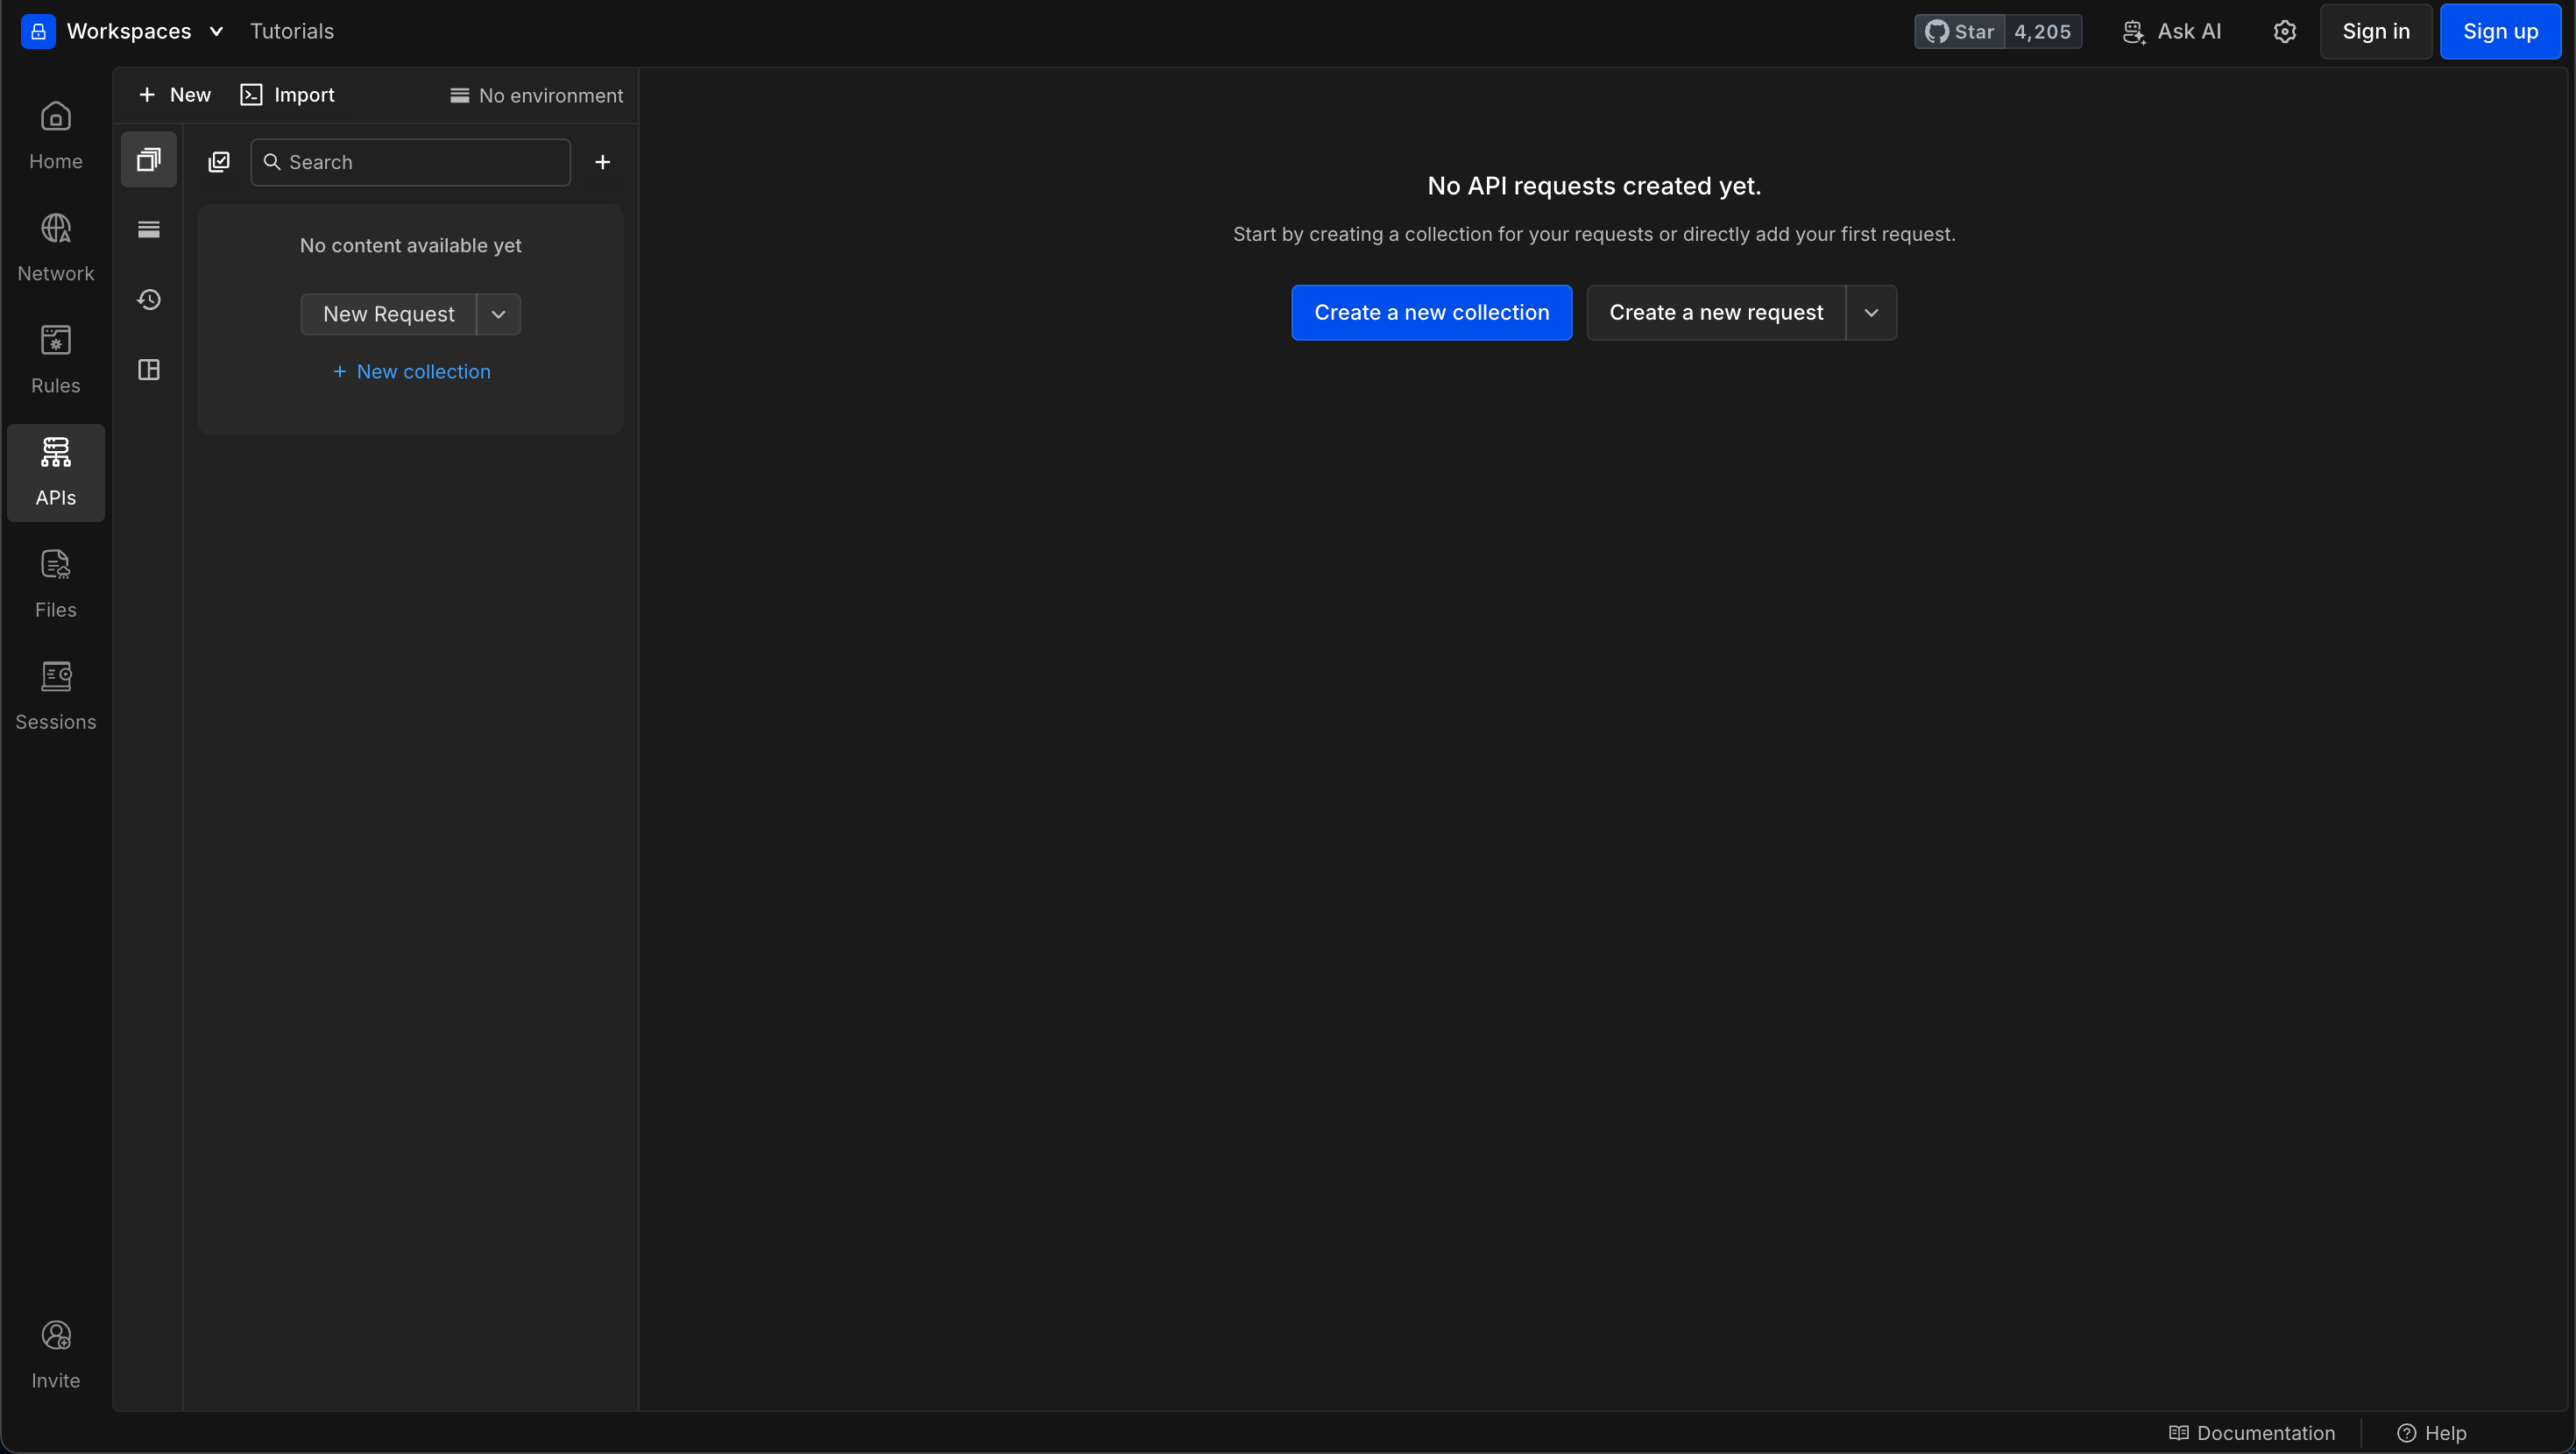 Workspaces
Tutorials
Star 4,205
Ask AI
Sign in
Sign up
New
Import
No environment
Home
Network
Rules
APIs
Files
Sessions
Invite
Search
No content available yet
New Request
+ New collection
No API requests created yet.
Start by creating a collection for your requests or directly add your first request.
Create a new collection
Create a new request
Documentation
Help